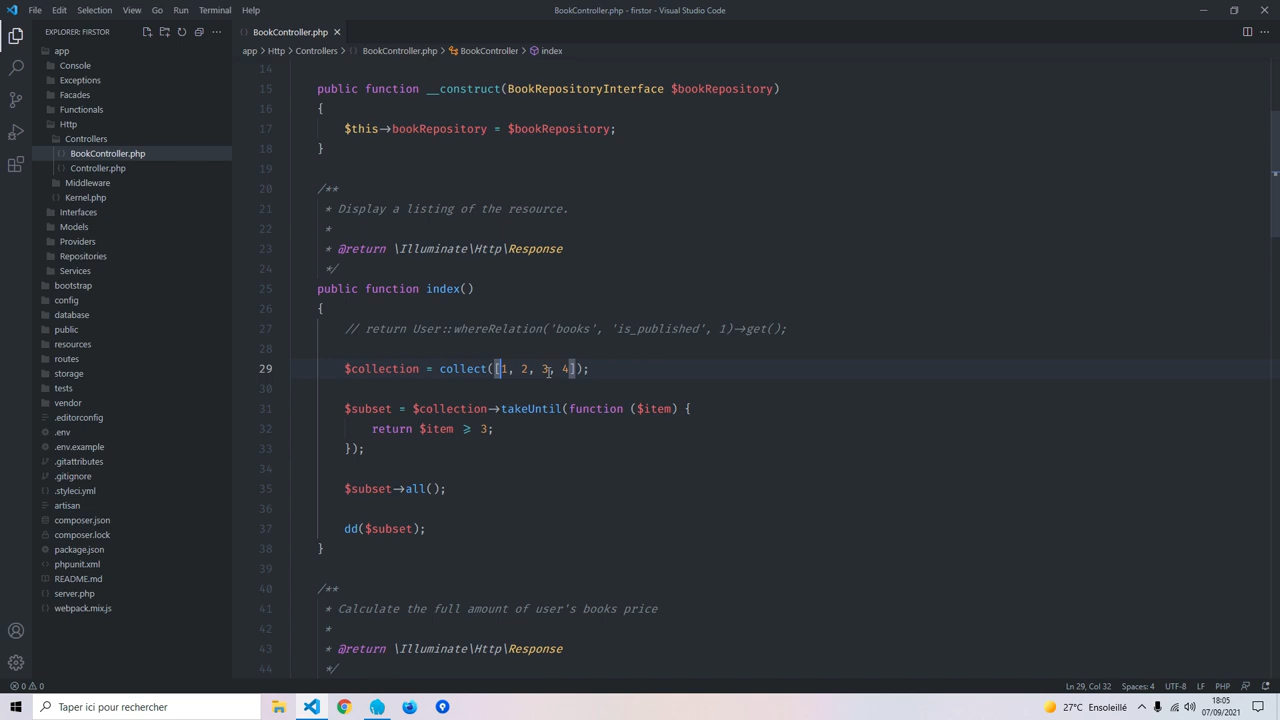 File Edit Selection View Go Run Terminal Help
BookController.php - firstor - Visual Studio Code
EXPLORER: FIRSTOR
app
Console
Exceptions
Facades
Functionals
Http
Controllers
BookController.php
Controller.php
Middleware
Kernel.php
Interfaces
Models
Providers
Repositories
Services
bootstrap
config
database
public
resources
routes
storage
tests
vendor
.editorconfig
.env
.env.example
.gitattributes
.gitignore
.styleci.yml
artisan
composer.json
composer.lock
package.json
phpunit.xml
README.md
server.php
webpack.mix.js
BookController.php
app > Http > Controllers > BookController.php > BookController > index
14
15 public function __construct(BookRepositoryInterface $bookRepository)
16 {
17 $this->bookRepository = $bookRepository;
18 }
19
20 /**
21 * Display a listing of the resource.
22 *
23 * @return \Illuminate\Http\Response
24 */
25 public function index()
26 {
27 // return User::whereRelation('books', 'is_published', 1)->get();
28
29 $collection = collect([1, 2, 3, 4]);
30
31 $subset = $collection->takeUntil(function ($item) {
32 return $item >= 3;
33 });
34
35 $subset->all();
36
37 dd($subset);
38 }
39
40 /**
41 * Calculate the full amount of user's books price
42 *
43 * @return \Illuminate\Http\Response
44 */
0 0
Ln 29, Col 32 Spaces: 4 UTF-8 LF PHP
Taper ici pour rechercher
27°C Ensoleillé
18:05
07/09/2021